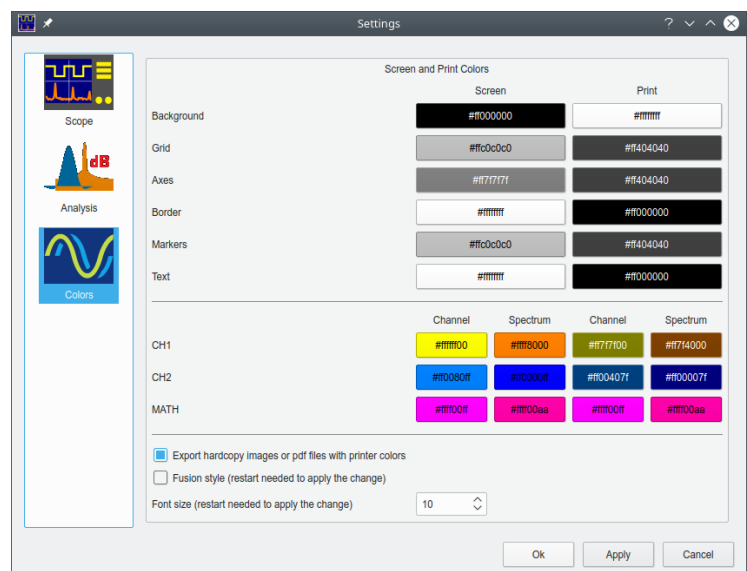 Settings
Scope
dB
Analysis
Colors
Screen and Print Colors
Screen Print
Background #ff000000 #ffffffff
Grid #ffc0c0c0 #ff404040
Axes #ff7f7f7f #ff404040
Border #ffffffff #ff000000
Markers #ffc0c0c0 #ff404040
Text #ffffffff #ff000000
Channel Spectrum Channel Spectrum
CH1 #ffffff00 #ffff8000 #ff7f7f00 #ff7f4000
CH2 #ff0080ff #ff0000ff #ff00407f #ff00007f
MATH #ffff00ff #ffff00aa #ffff00ff #ffff00aa
Export hardcopy images or pdf files with printer colors
Fusion style (restart needed to apply the change)
Font size (restart needed to apply the change) 10
Ok Apply Cancel